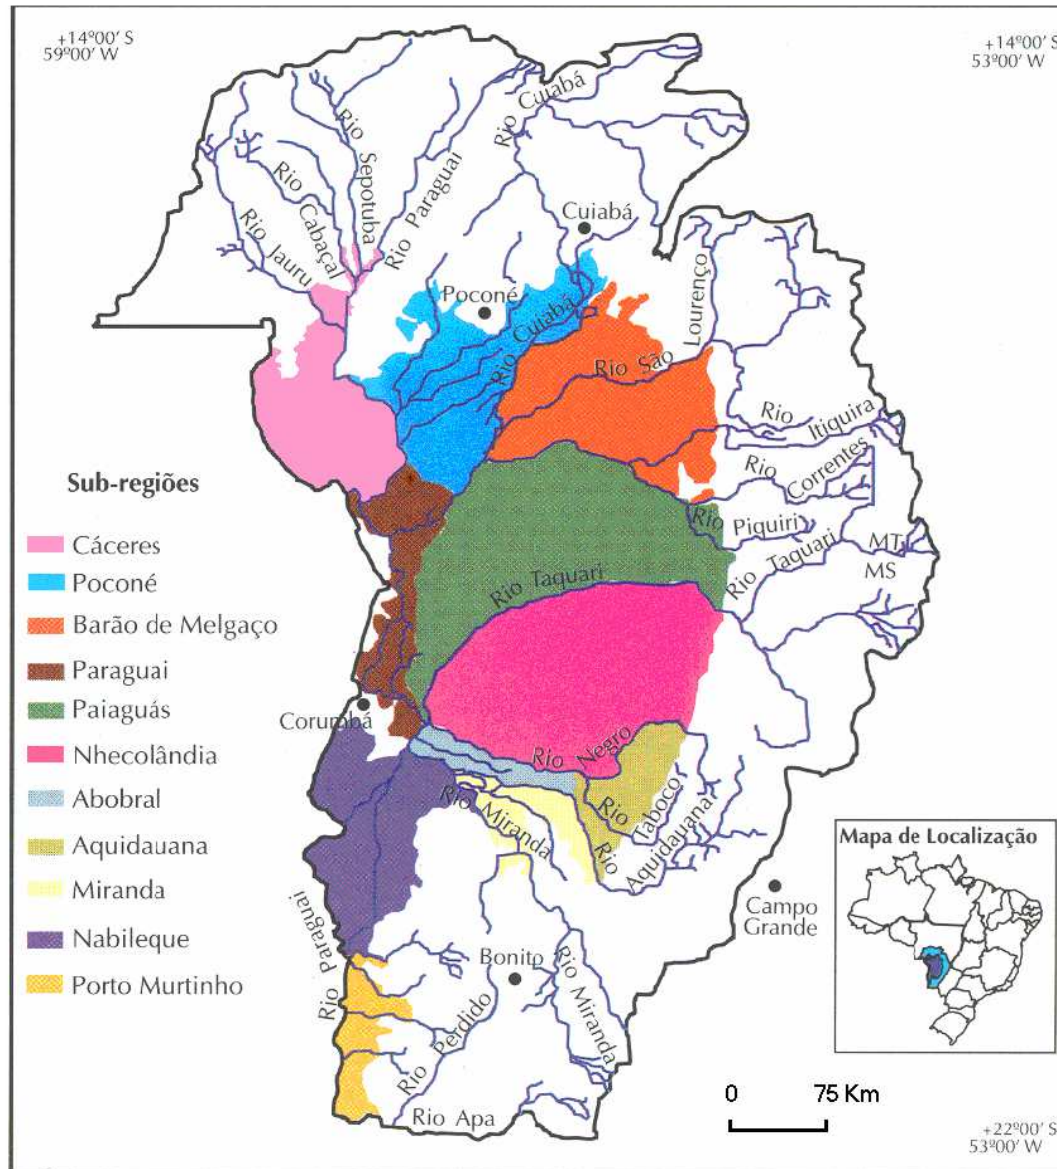 +14º00' S
59º00' W
+14º00' S
53º00' W
Rio Cuiabá
Rio Sepotuba
Rio Paraguai
Rio Cabaçal
Rio Jauru
Cuiabá
Poconé
Rio Cuiabá
Rio São Lourenço
Rio Itiquira
Rio Correntes
Rio Piquiri
Rio Taquari
MT
MS
Rio Taquari
Sub-regiões
Cáceres
Poconé
Barão de Melgaço
Paraguai
Paiaguás
Nhecolândia
Abobral
Aquidauana
Miranda
Nabileque
Porto Murtinho
Corumbá
Rio Negro
Rio Taboco
Rio Miranda
Rio Aquidauana
Campo
Grande
Rio Paraguai
Bonito
Rio Miranda
Rio Perdido
Rio Apa
Mapa de Localização
0 75 Km
+22º00' S
53º00' W